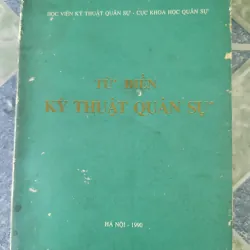 HỌC VIỆN KỸ THUẬT QUÂN SỰ - CỤC KHOA HỌC QUÂN SỰ
TỪ ĐIỂN
KỸ THUẬT QUÂN SỰ
HÀ NỘI - 1990